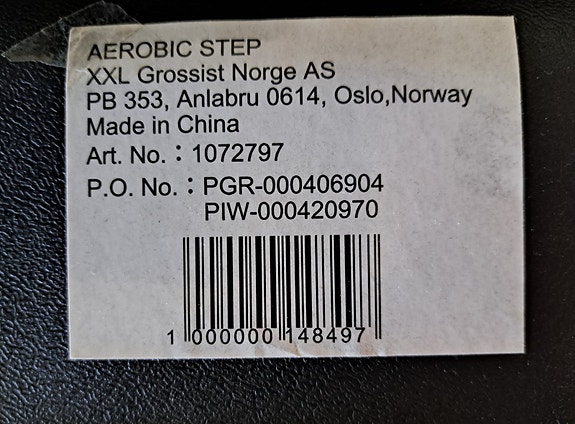 AEROBIC STEP
XXL Grossist Norge AS
PB 353, Anlabru 0614, Oslo,Norway
Made in China
Art. No.：1072797
P.O. No.：PGR-000406904
PIW-000420970
1 000000 148497